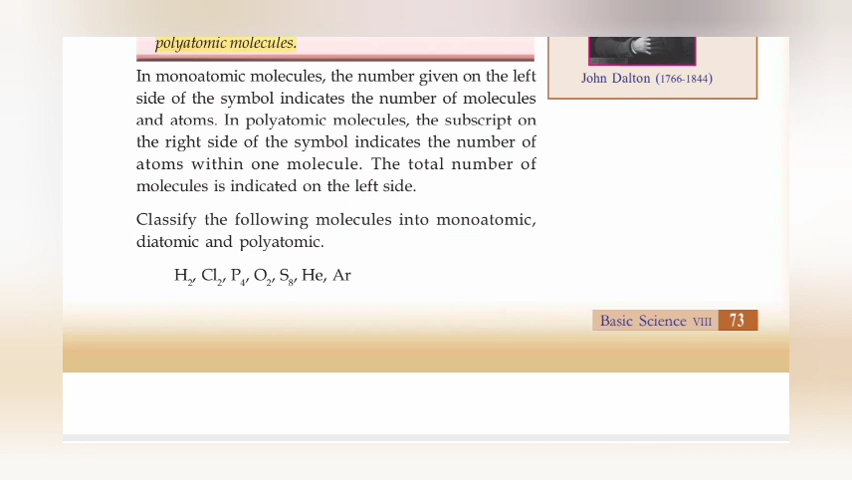 polyatomic molecules.
In monoatomic molecules, the number given on the left
side of the symbol indicates the number of molecules
and atoms. In polyatomic molecules, the subscript on
the right side of the symbol indicates the number of
atoms within one molecule. The total number of
molecules is indicated on the left side.
Classify the following molecules into monoatomic,
diatomic and polyatomic.
H₂, Cl₂, P₄, O₂, S₈, He, Ar
John Dalton (1766-1844)
Basic Science VIII 73